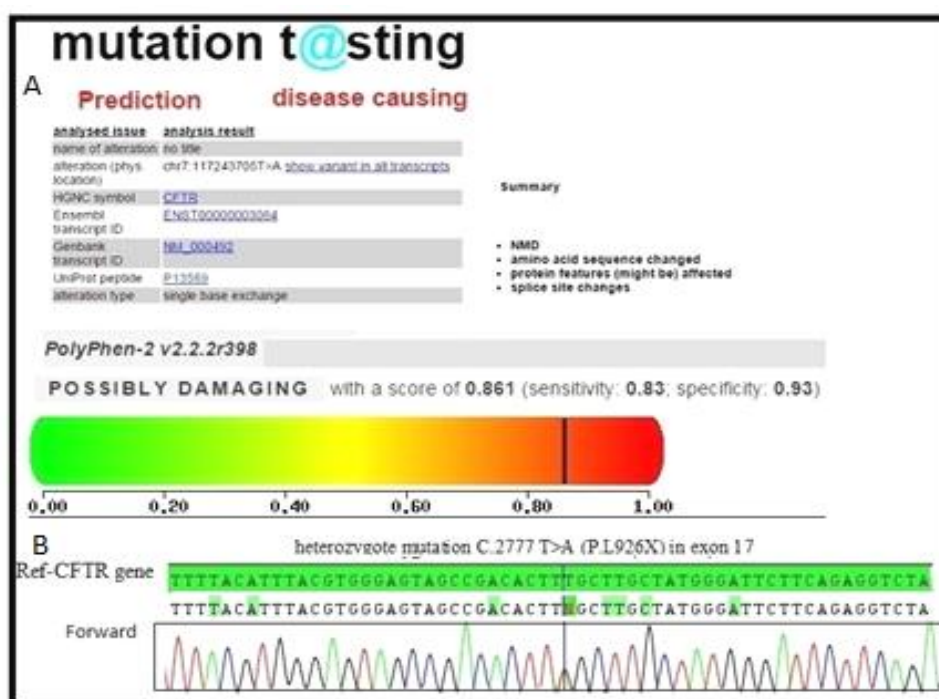 mutation t@sting
A
Prediction disease causing
analysed issue analysis result
name of alteration no title
alteration (phys. location) chr7:117243705T>A show variant in all transcripts
HGNC symbol CFTR
Ensembl transcript ID ENST00000003084
Genbank transcript ID NM_000492
UniProt peptide P13569
alteration type single base exchange
Summary
• NMD
• amino acid sequence changed
• protein features (might be) affected
• splice site changes
PolyPhen-2 v2.2.2r398
POSSIBLY DAMAGING with a score of 0.861 (sensitivity: 0.83; specificity: 0.93)
0.00 0.20 0.40 0.60 0.80 1.00
B
heterozygote mutation C.2777 T>A (P.L926X) in exon 17
Ref-CFTR gene TTTTACATTTACGTGGGAGTAGCCGACACTTTGCTTGCTATGGGATTCTTCAGAGGTCTA
TTTTACATTTACGTGGGAGTAGCCGACACTTNGCTTGCTATGGGATTCTTCAGAGGTCTA
Forward